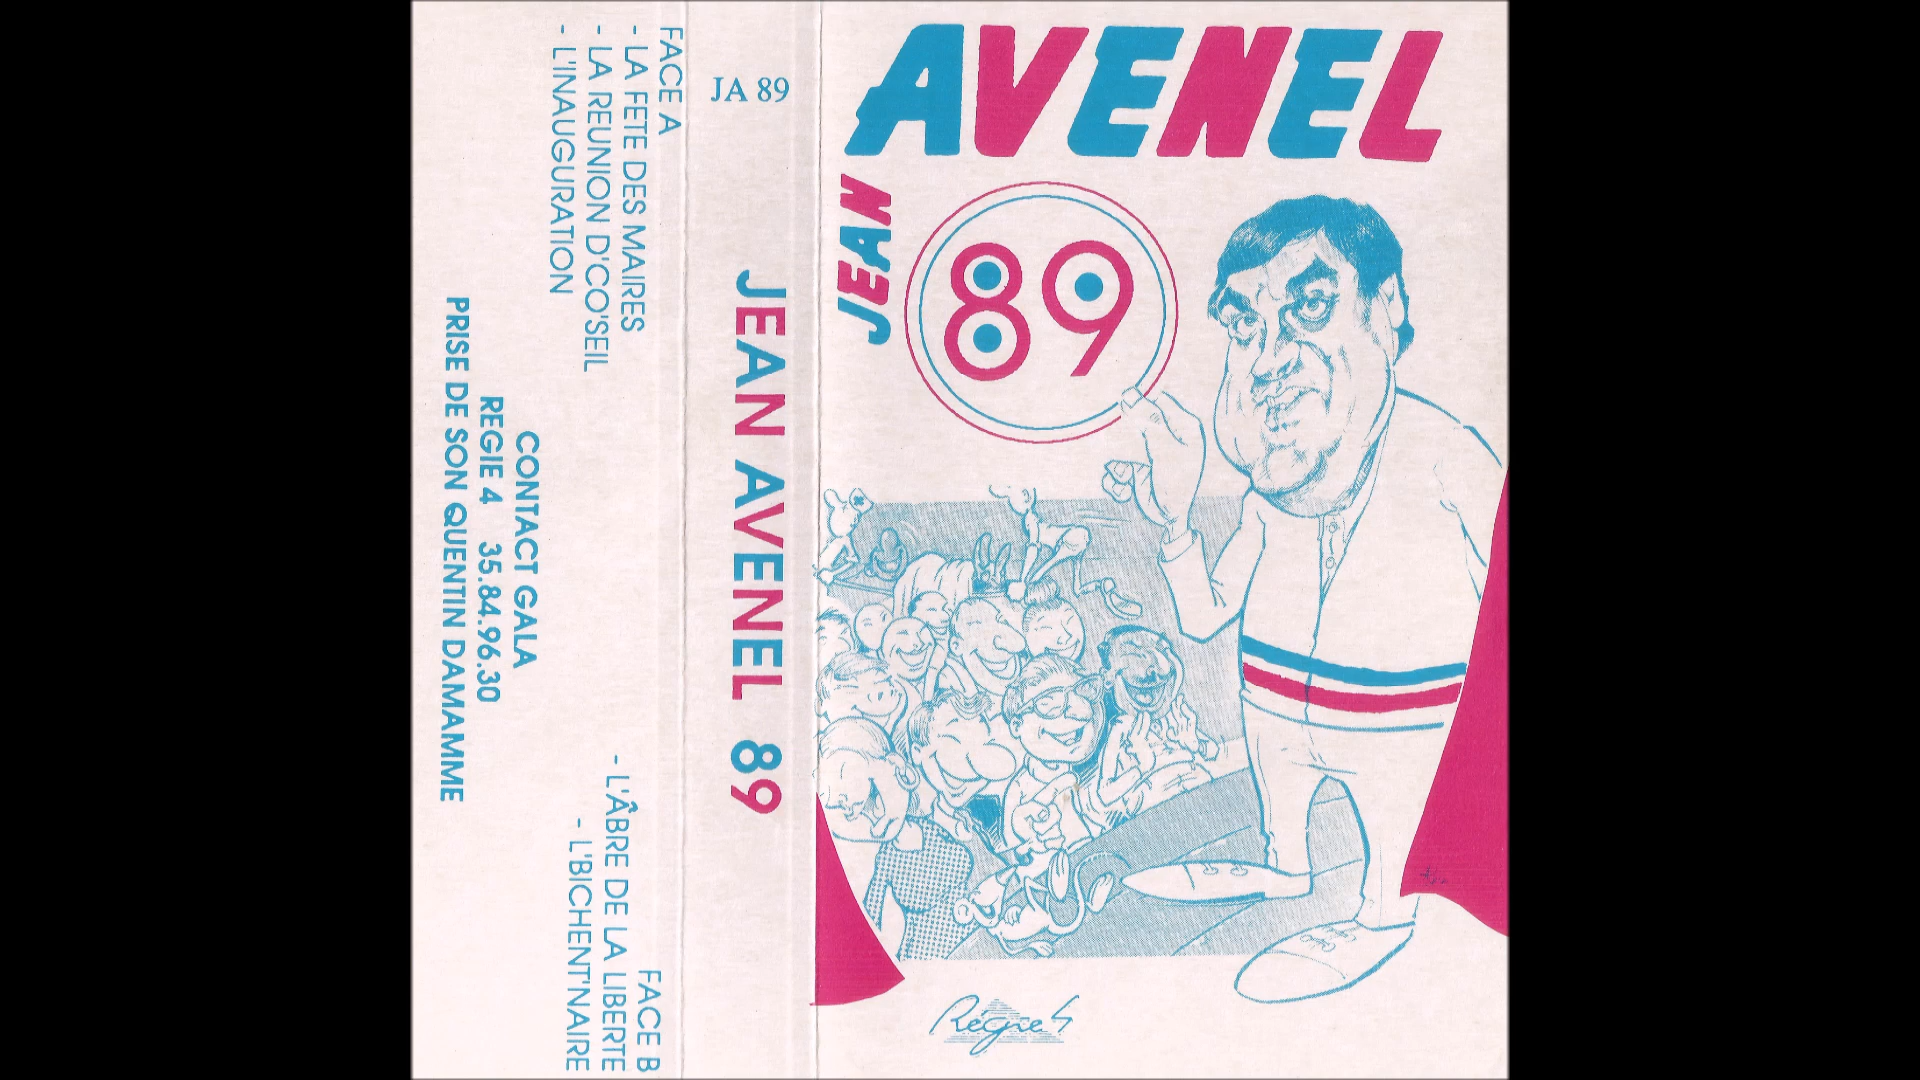 AVENEL
JEAN
89
Régie 4
JA 89
JEAN AVENEL 89
FACE A
- LA FETE DES MAIRES
- LA REUNION D'CO'SEIL
- L'INAUGURATION
FACE B
- L'ÂBRE DE LA LIBERTE
- L'BICHENT'NAIRE
CONTACT GALA
REGIE 4 35.84.96.30
PRISE DE SON QUENTIN DAMAMME